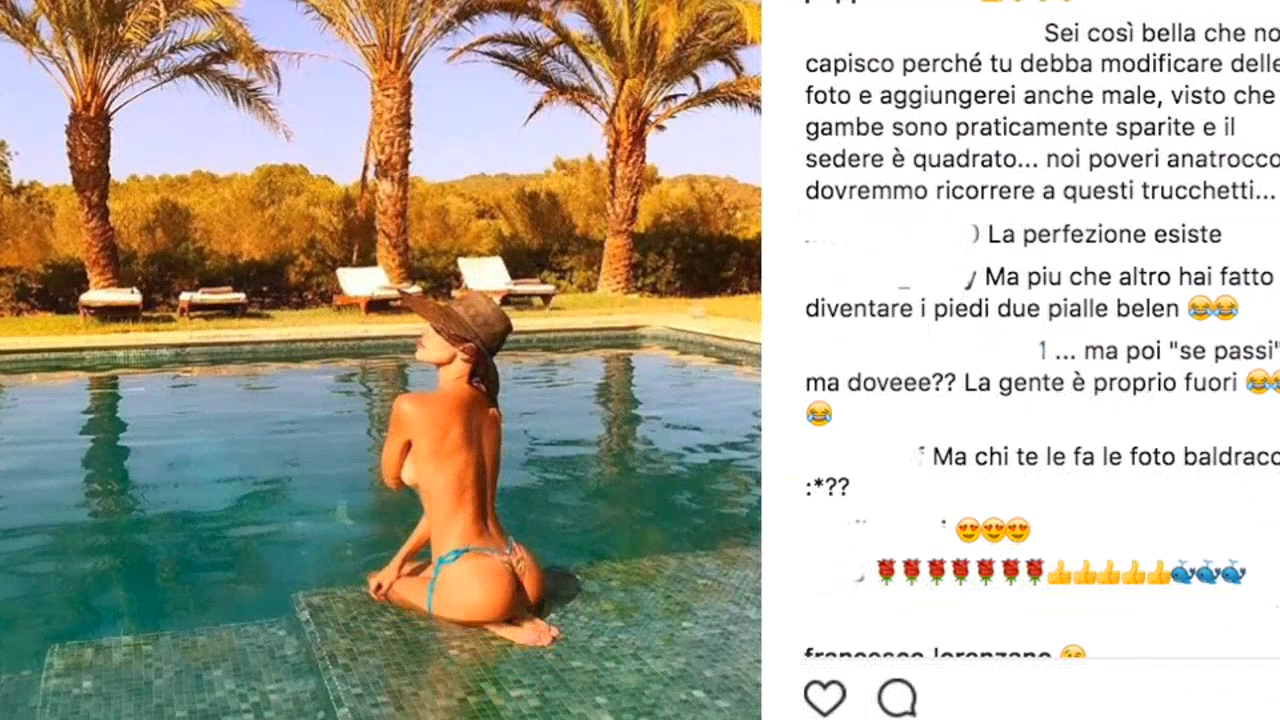 Sei così bella che no
capisco perché tu debba modificare delle
foto e aggiungerei anche male, visto che
gambe sono praticamente sparite e il
sedere è quadrato... noi poveri anatrocco
dovremmo ricorrere a questi trucchetti...
) La perfezione esiste
Ma piu che altro hai fatto
diventare i piedi due pialle belen 😂😂
1 ... ma poi "se passi"
ma doveee?? La gente è proprio fuori 😂😂
😂
Ma chi te le fa le foto baldracc
:*??
😍😍😍
🌹🌹🌹🌹🌹🌹🌹👍👍👍👍👍🐳🐳🐳
francesco lorenzano 😘